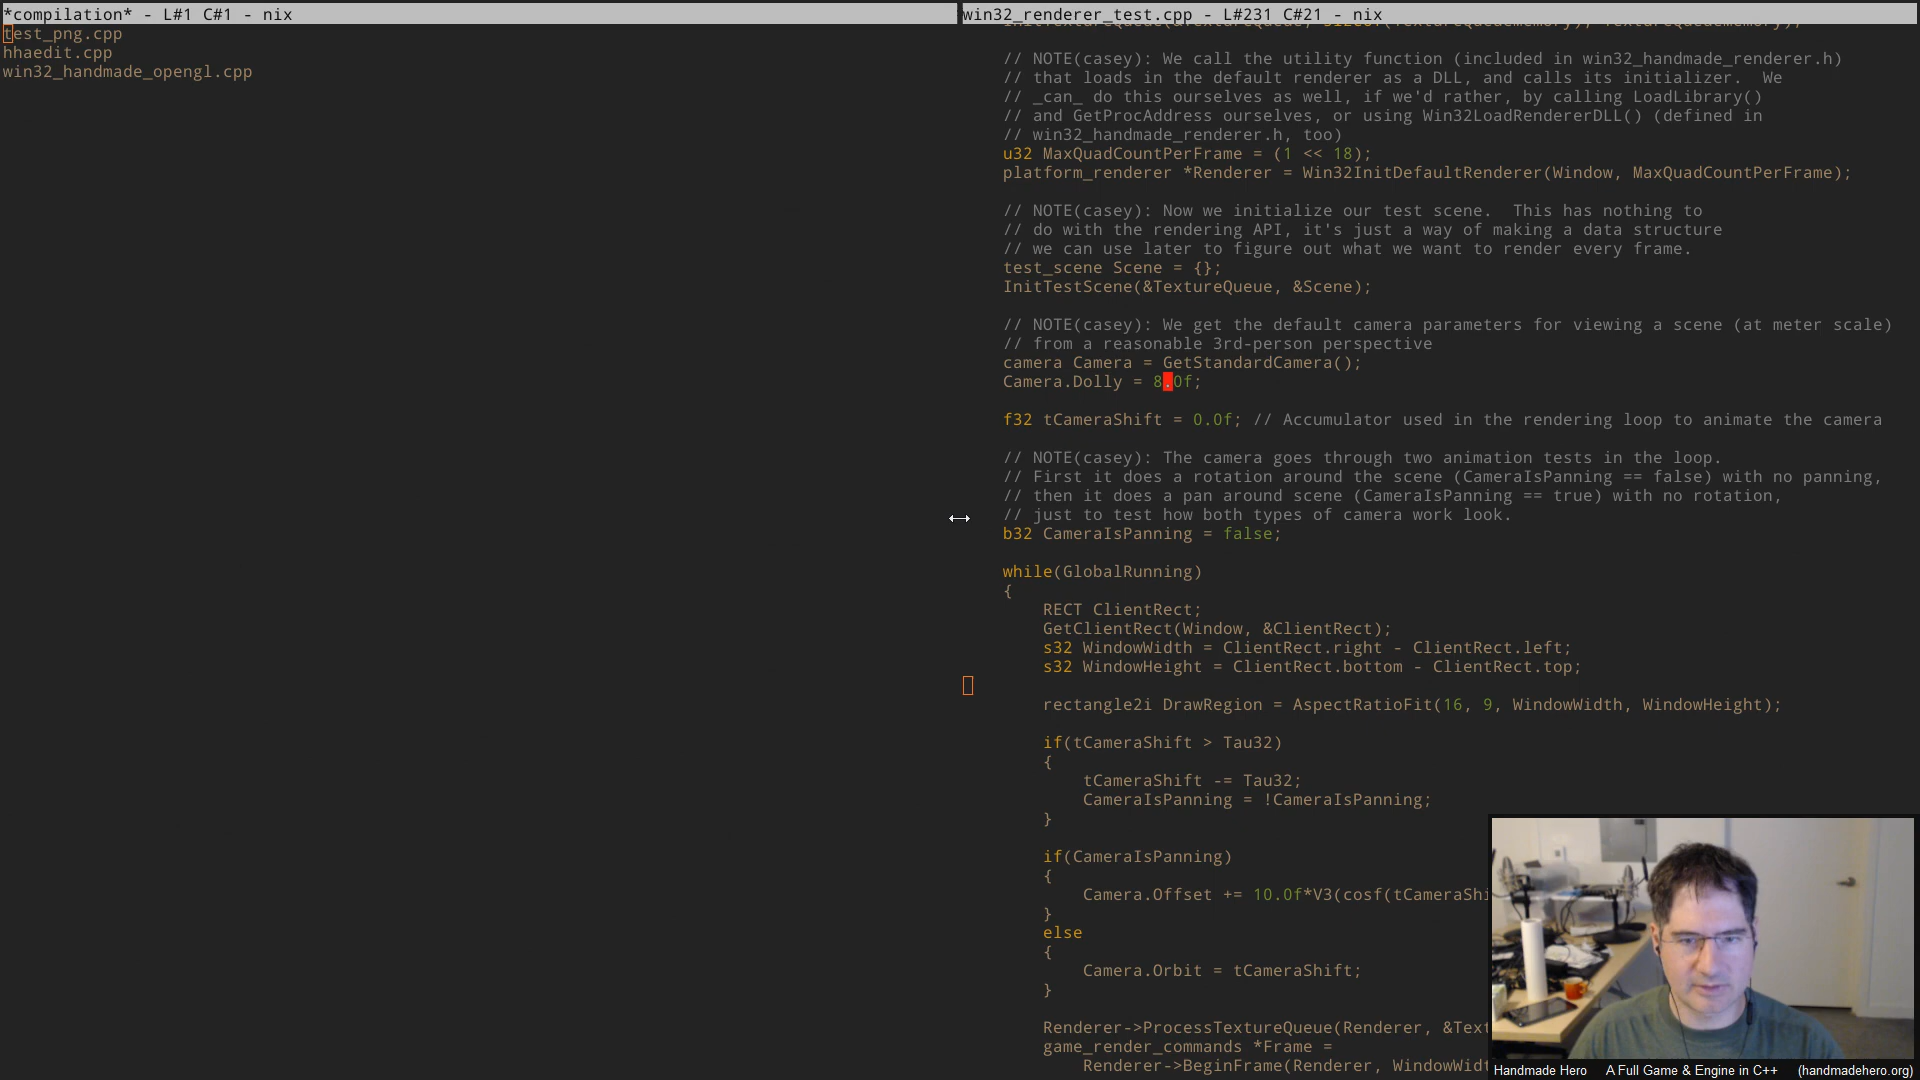 *compilation* - L#1 C#1 - nix
test_png.cpp
hhaedit.cpp
win32_handmade_opengl.cpp
win32_renderer_test.cpp - L#231 C#21 - nix
// NOTE(casey): We call the utility function (included in win32_handmade_renderer.h)
// that loads in the default renderer as a DLL, and calls its initializer.  We
// _can_ do this ourselves as well, if we'd rather, by calling LoadLibrary()
// and GetProcAddress ourselves, or using Win32LoadRendererDLL() (defined in
// win32_handmade_renderer.h, too)
u32 MaxQuadCountPerFrame = (1 << 18);
platform_renderer *Renderer = Win32InitDefaultRenderer(Window, MaxQuadCountPerFrame);
// NOTE(casey): Now we initialize our test scene.  This has nothing to
// do with the rendering API, it's just a way of making a data structure
// we can use later to figure out what we want to render every frame.
test_scene Scene = {};
InitTestScene(&TextureQueue, &Scene);
// NOTE(casey): We get the default camera parameters for viewing a scene (at meter scale)
// from a reasonable 3rd-person perspective
camera Camera = GetStandardCamera();
Camera.Dolly = 8.0f;
f32 tCameraShift = 0.0f; // Accumulator used in the rendering loop to animate the camera
// NOTE(casey): The camera goes through two animation tests in the loop.
// First it does a rotation around the scene (CameraIsPanning == false) with no panning,
// then it does a pan around scene (CameraIsPanning == true) with no rotation,
// just to test how both types of camera work look.
b32 CameraIsPanning = false;
while(GlobalRunning)
{
RECT ClientRect;
GetClientRect(Window, &ClientRect);
s32 WindowWidth = ClientRect.right - ClientRect.left;
s32 WindowHeight = ClientRect.bottom - ClientRect.top;
rectangle2i DrawRegion = AspectRatioFit(16, 9, WindowWidth, WindowHeight);
if(tCameraShift > Tau32)
{
tCameraShift -= Tau32;
CameraIsPanning = !CameraIsPanning;
}
if(CameraIsPanning)
{
Camera.Offset += 10.0f*V3(cosf(tCameraShi
}
else
{
Camera.Orbit = tCameraShift;
}
Renderer->ProcessTextureQueue(Renderer, &Text
game_render_commands *Frame =
Renderer->BeginFrame(Renderer, WindowWidt
Handmade Hero    A Full Game & Engine in C++    (handmadehero.org)